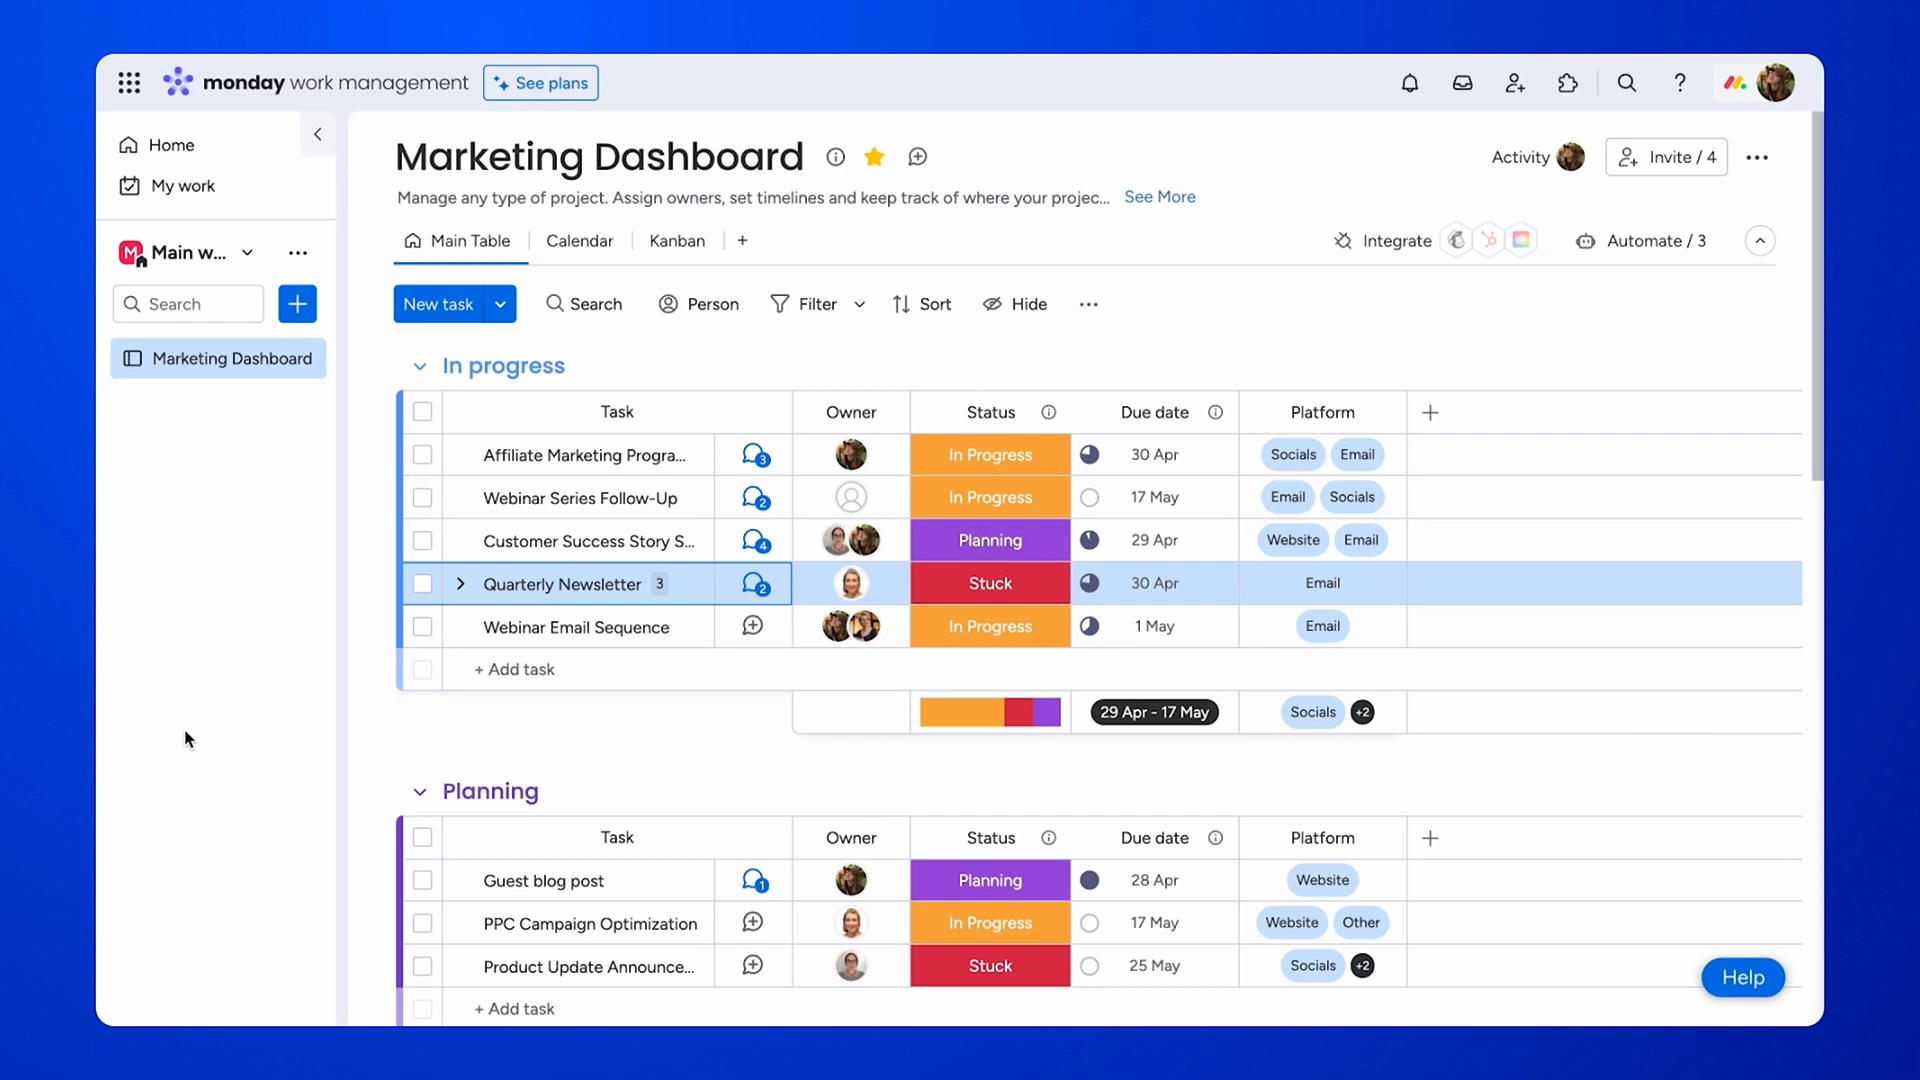 monday work management
See plans
Home
My work
M Main w...
Search
Marketing Dashboard
Marketing Dashboard
Activity
Invite / 4
Manage any type of project. Assign owners, set timelines and keep track of where your projec... See More
Main Table
Calendar
Kanban
+
Integrate
Automate / 3
New task
Search
Person
Filter
Sort
Hide
In progress
Task Owner Status Due date Platform
Affiliate Marketing Progra... 3 In Progress 30 Apr Socials Email
Webinar Series Follow-Up 2 In Progress 17 May Email Socials
Customer Success Story S... 4 Planning 29 Apr Website Email
Quarterly Newsletter 3 2 Stuck 30 Apr Email
Webinar Email Sequence In Progress 1 May Email
+ Add task
29 Apr - 17 May Socials +2
Planning
Task Owner Status Due date Platform
Guest blog post 1 Planning 28 Apr Website
PPC Campaign Optimization In Progress 17 May Website Other
Product Update Announce... Stuck 25 May Socials +2
+ Add task
Help